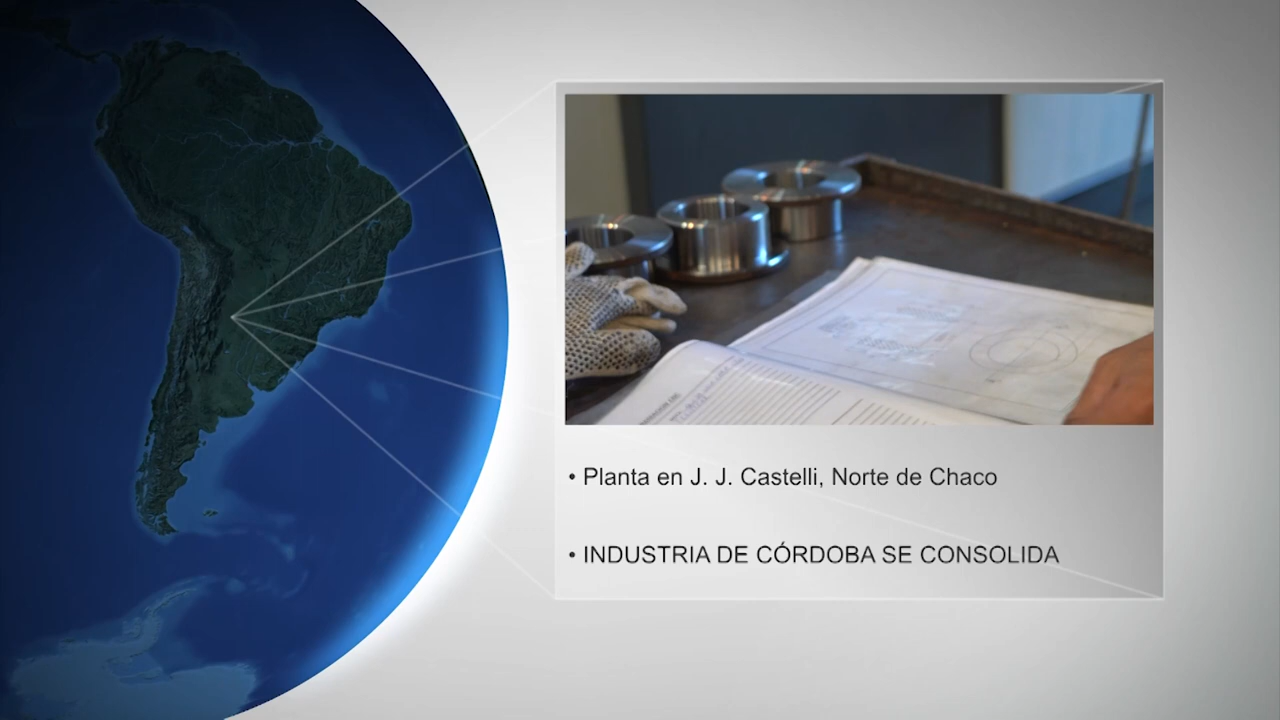 • Planta en J. J. Castelli, Norte de Chaco
• INDUSTRIA DE CÓRDOBA SE CONSOLIDA